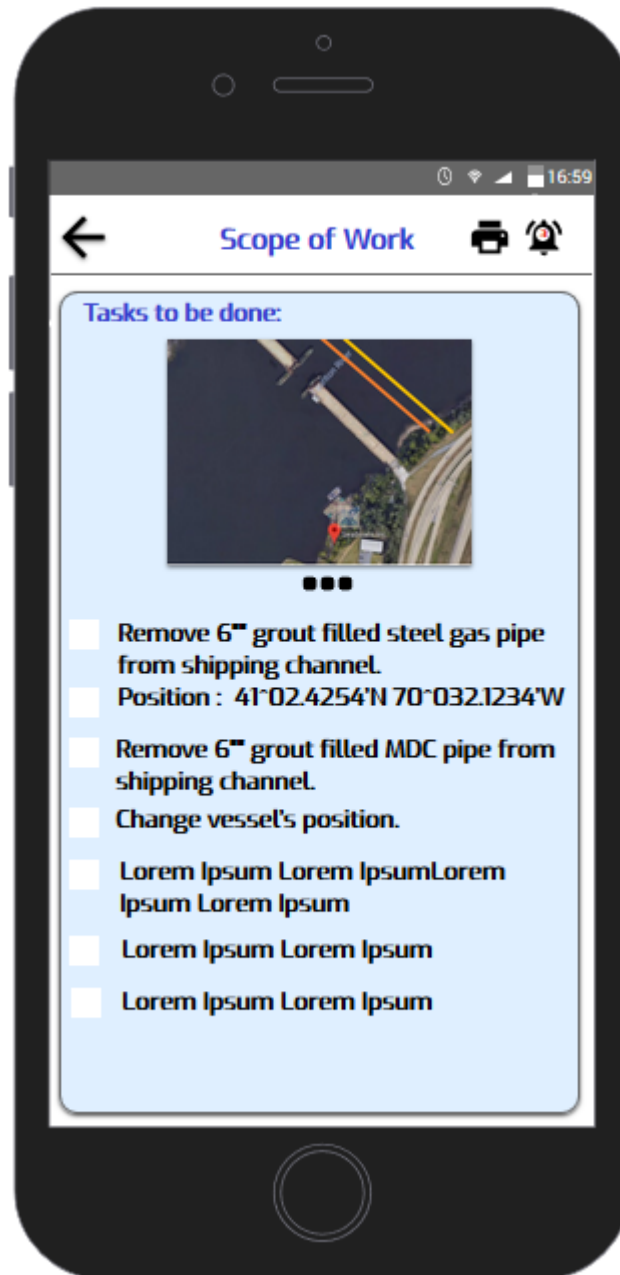 16:59
Scope of Work
Tasks to be done:
Remove 6"" grout filled steel gas pipe
from shipping channel.
Position : 41^02.4254'N 70^032.1234'W
Remove 6"" grout filled MDC pipe from
shipping channel.
Change vessel's position.
Lorem Ipsum Lorem IpsumLorem
Ipsum Lorem Ipsum
Lorem Ipsum Lorem Ipsum
Lorem Ipsum Lorem Ipsum